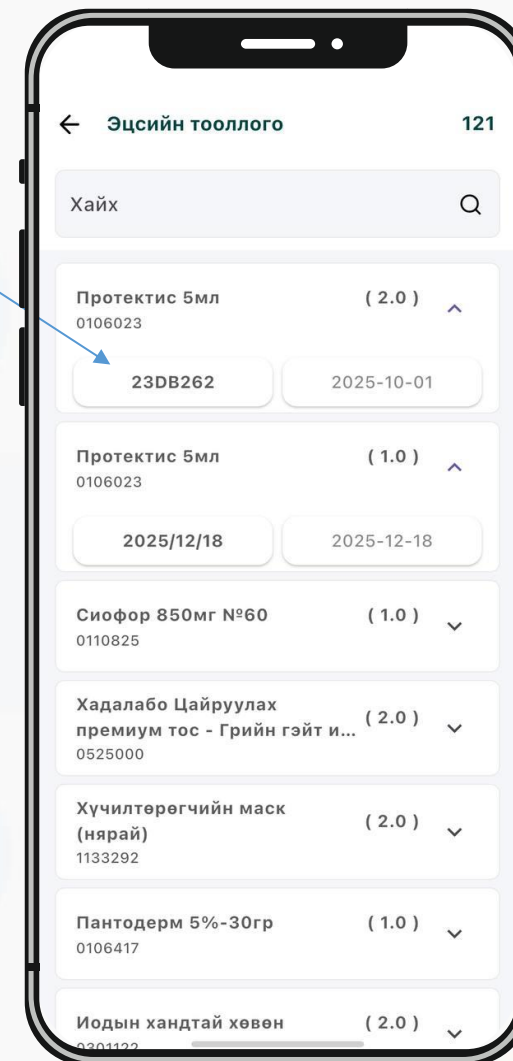 Эцсийн тооллого 121
Хайх
Протектис 5мл ( 2.0 )
0106023
23DB262 2025-10-01
Протектис 5мл ( 1.0 )
0106023
2025/12/18 2025-12-18
Сиофор 850мг №60 ( 1.0 )
0110825
Хадалабо Цайруулах
премиум тос - Грийн гэйт и... ( 2.0 )
0525000
Хүчилтөрөгчийн маск
(нярай) ( 2.0 )
1133292
Пантодерм 5%-30гр ( 1.0 )
0106417
Иодын хандтай хөвөн ( 2.0 )
0301122